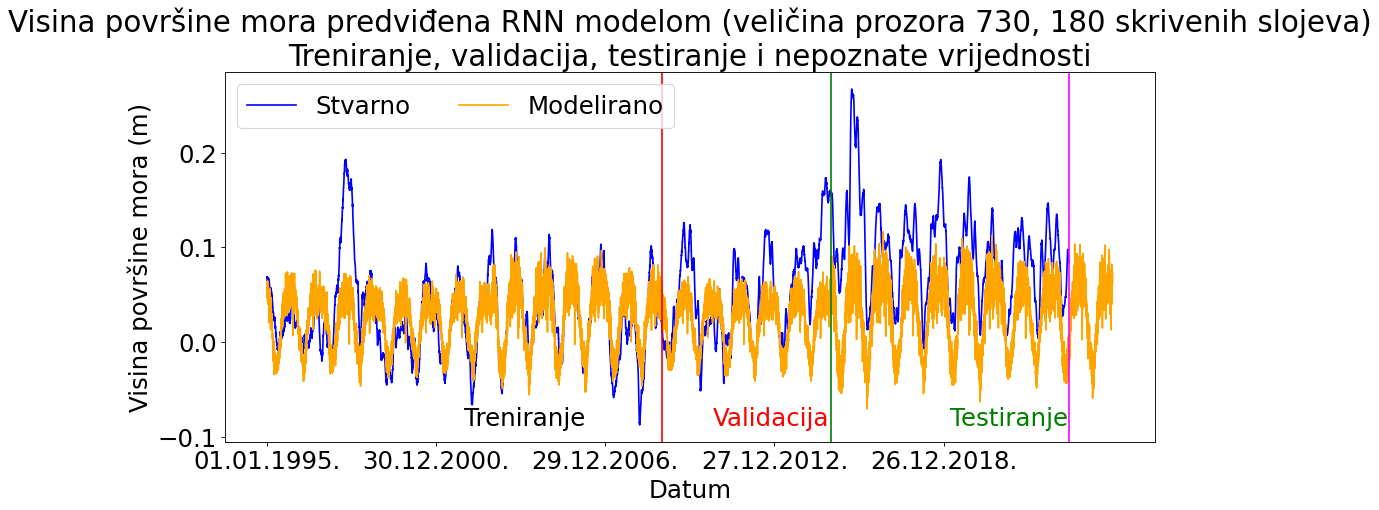 Visina površine mora predviđena RNN modelom (veličina prozora 730, 180 skrivenih slojeva)
Treniranje, validacija, testiranje i nepoznate vrijednosti
Stvarno Modelirano
Visina površine mora (m)
0.2
0.1
0.0
−0.1
Treniranje Validacija Testiranje
01.01.1995. 30.12.2000. 29.12.2006. 27.12.2012. 26.12.2018.
Datum